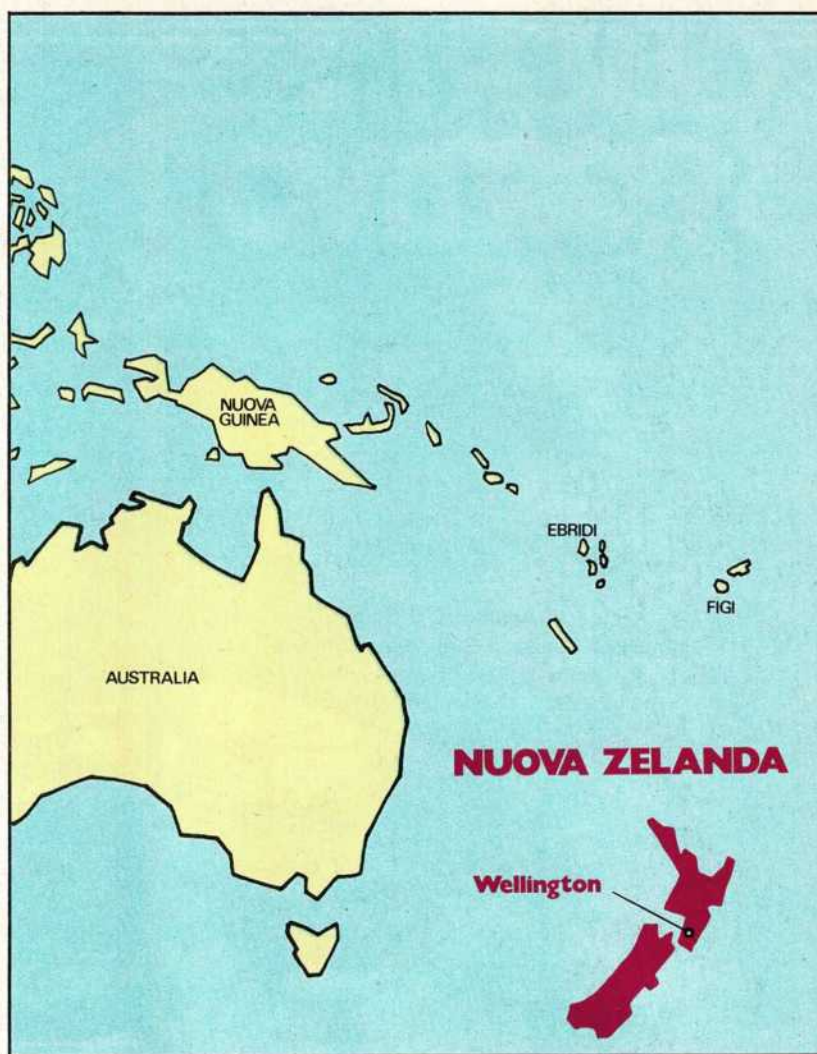 NUOVA
GUINEA
EBRIDI
FIGI
AUSTRALIA
NUOVA ZELANDA
Wellington